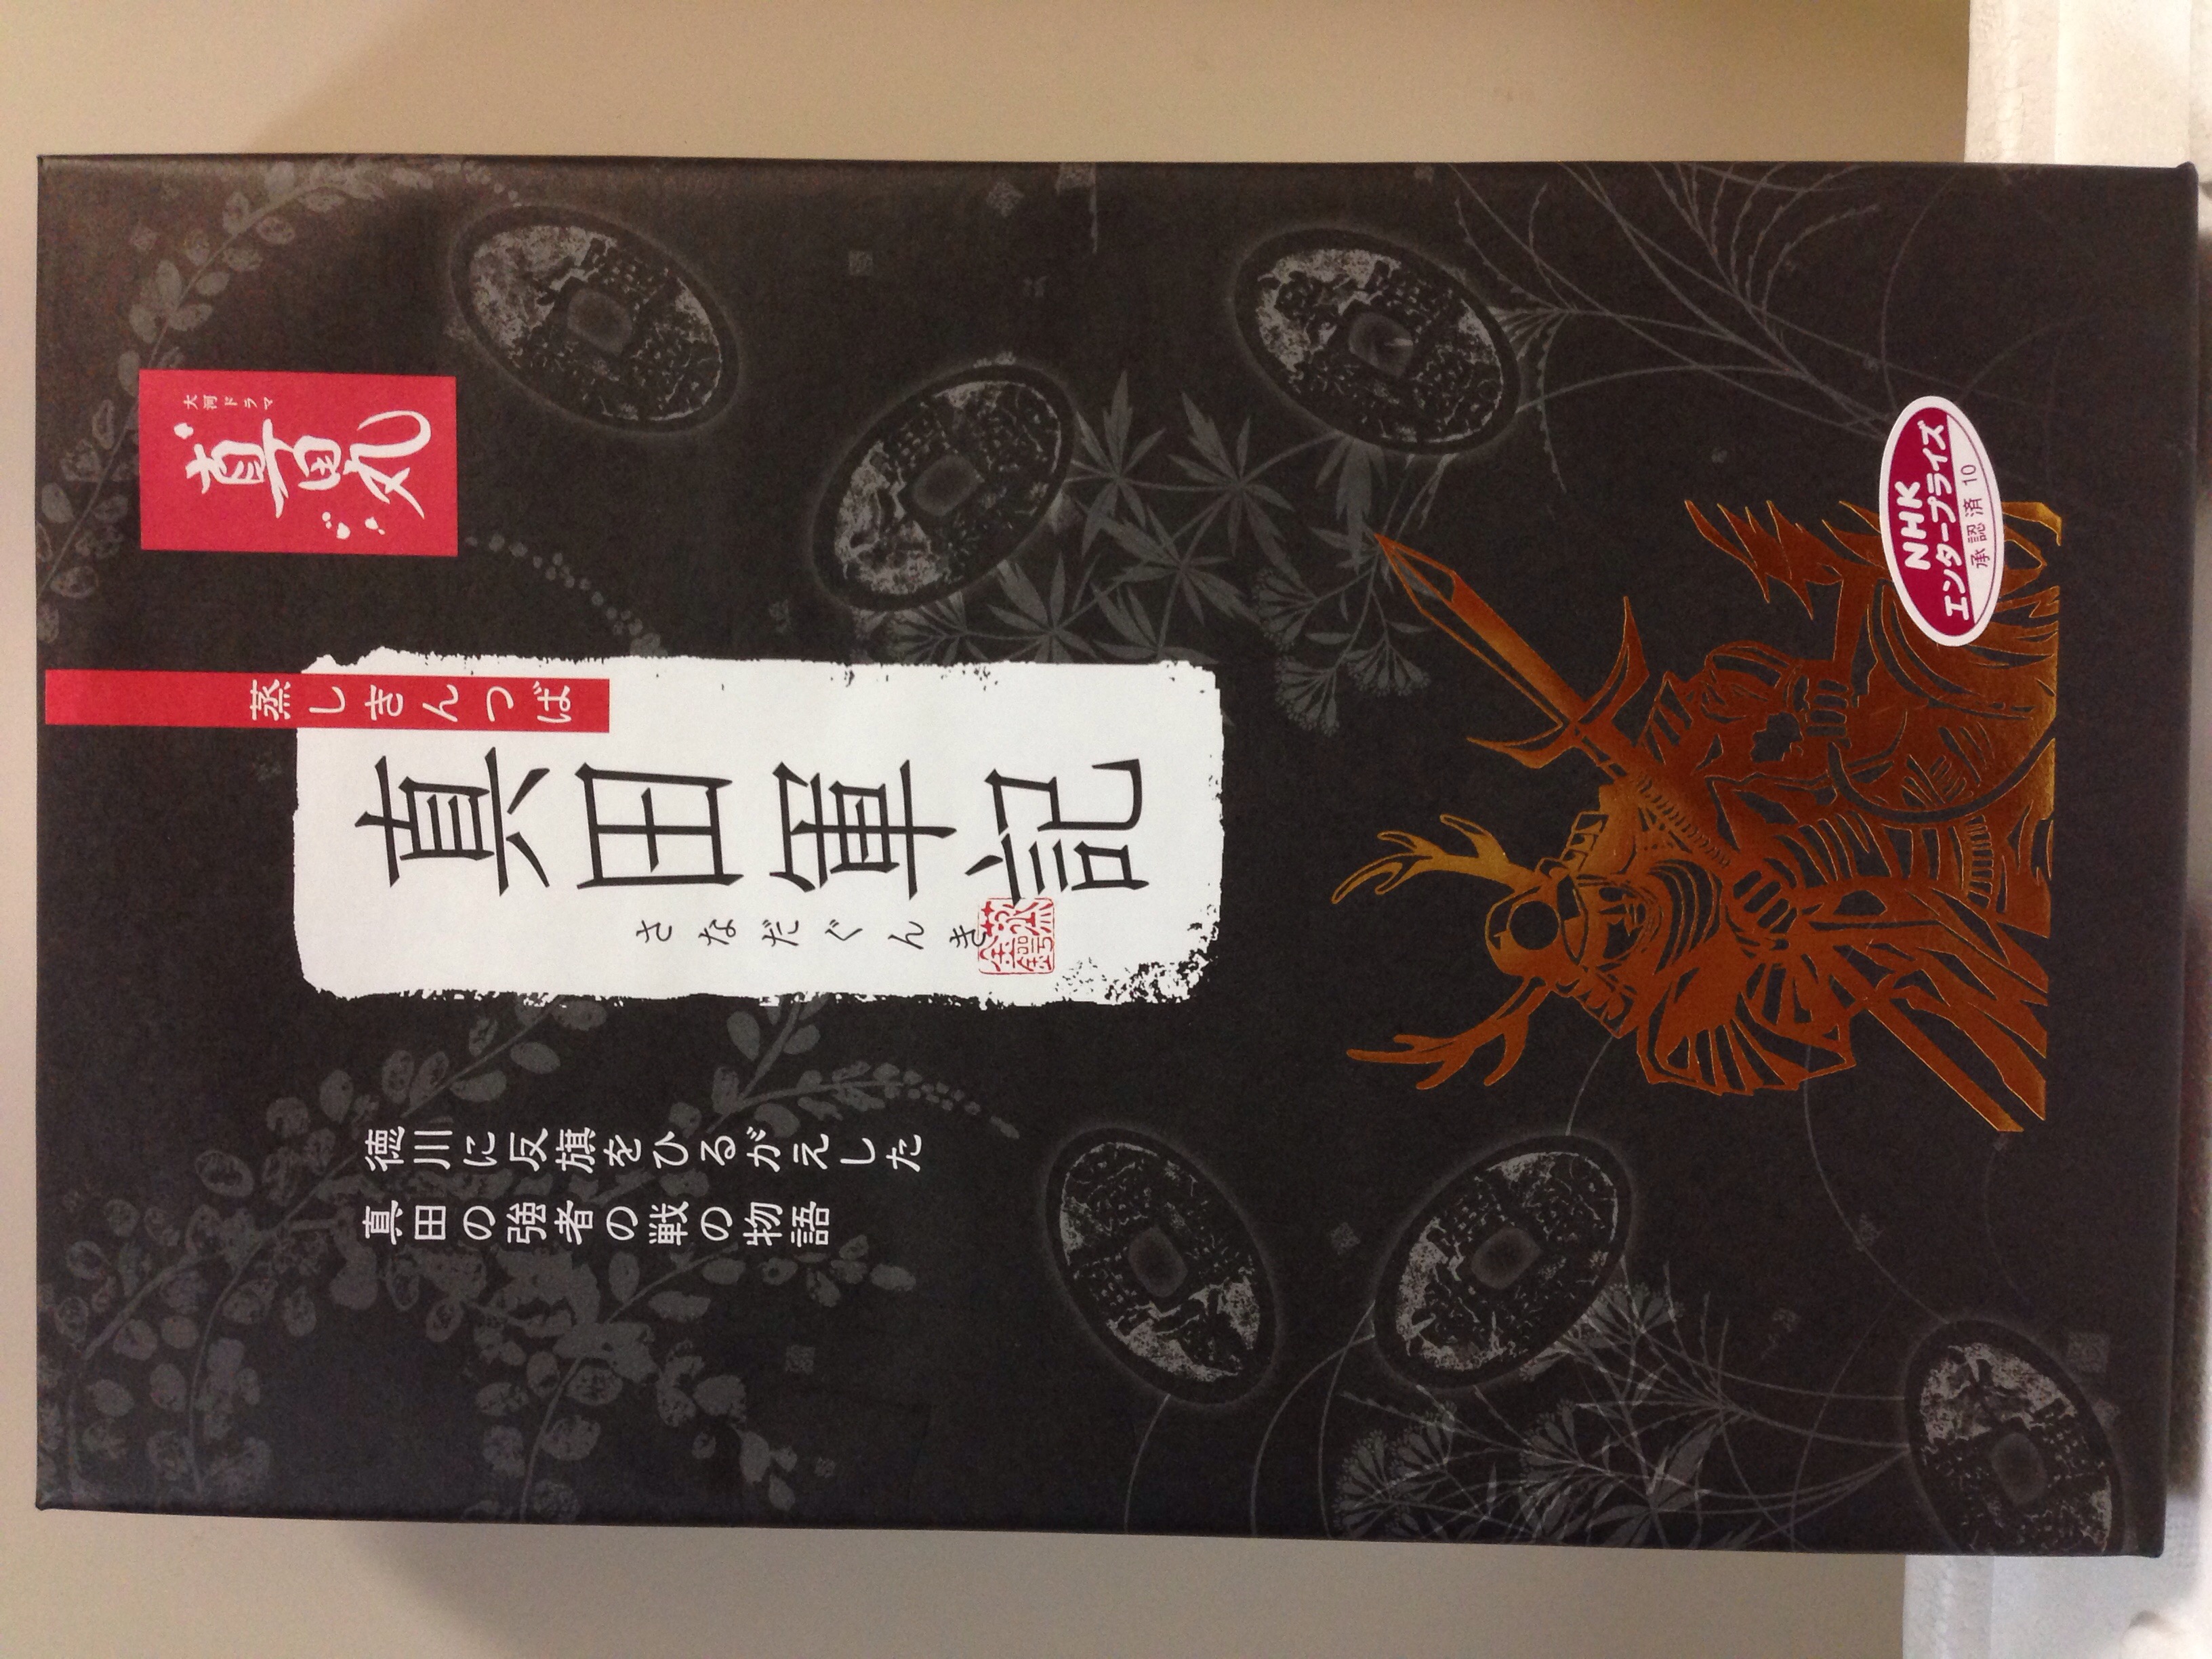 大河ドラマ
真田丸
蒸しきんつば
真田軍記
さなだぐんき
徳川に反旗をひるがえした
真田の強者の戦の物語
NHK
エンタープライズ
承認済 10